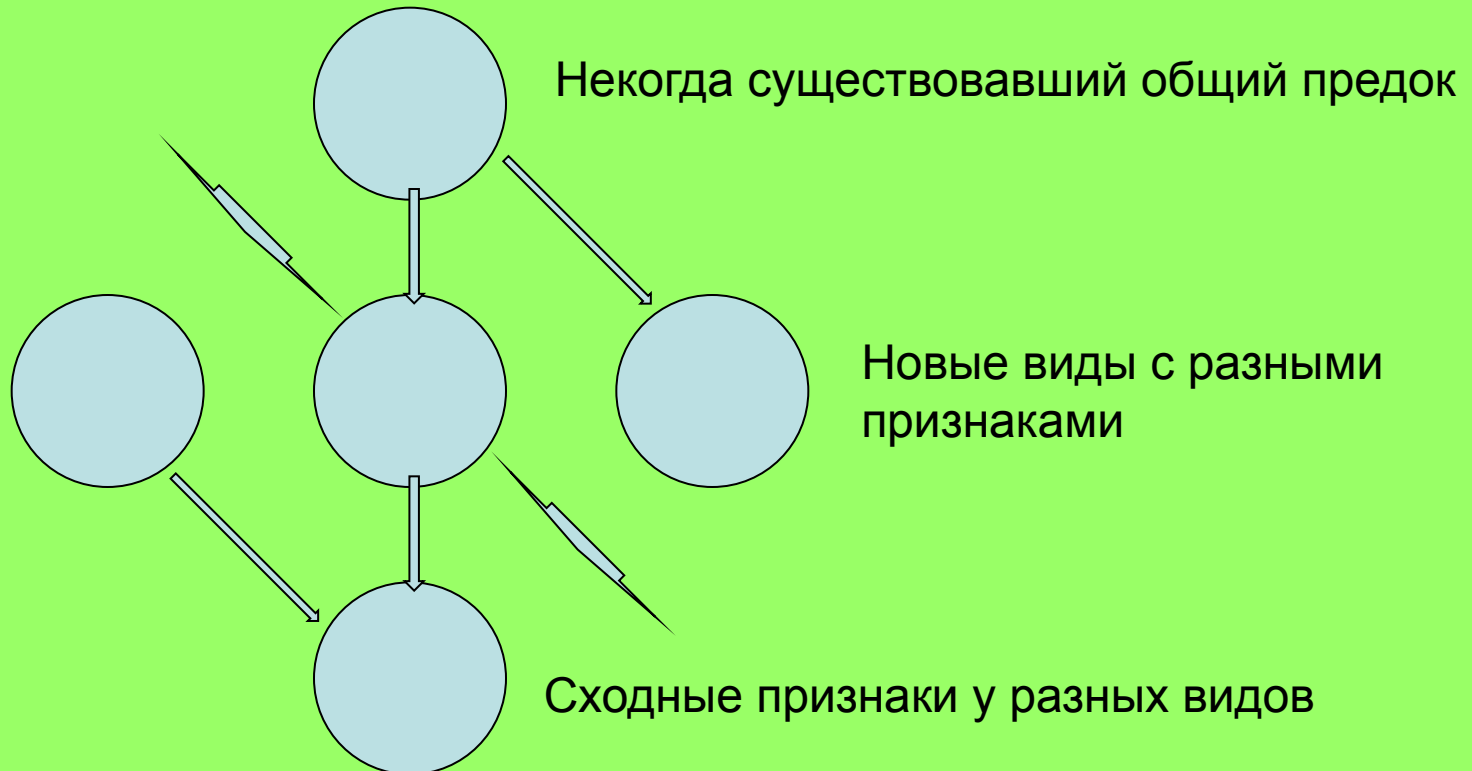 Некогда существовавший общий предок
Новые виды с разными
признаками
Сходные признаки у разных видов